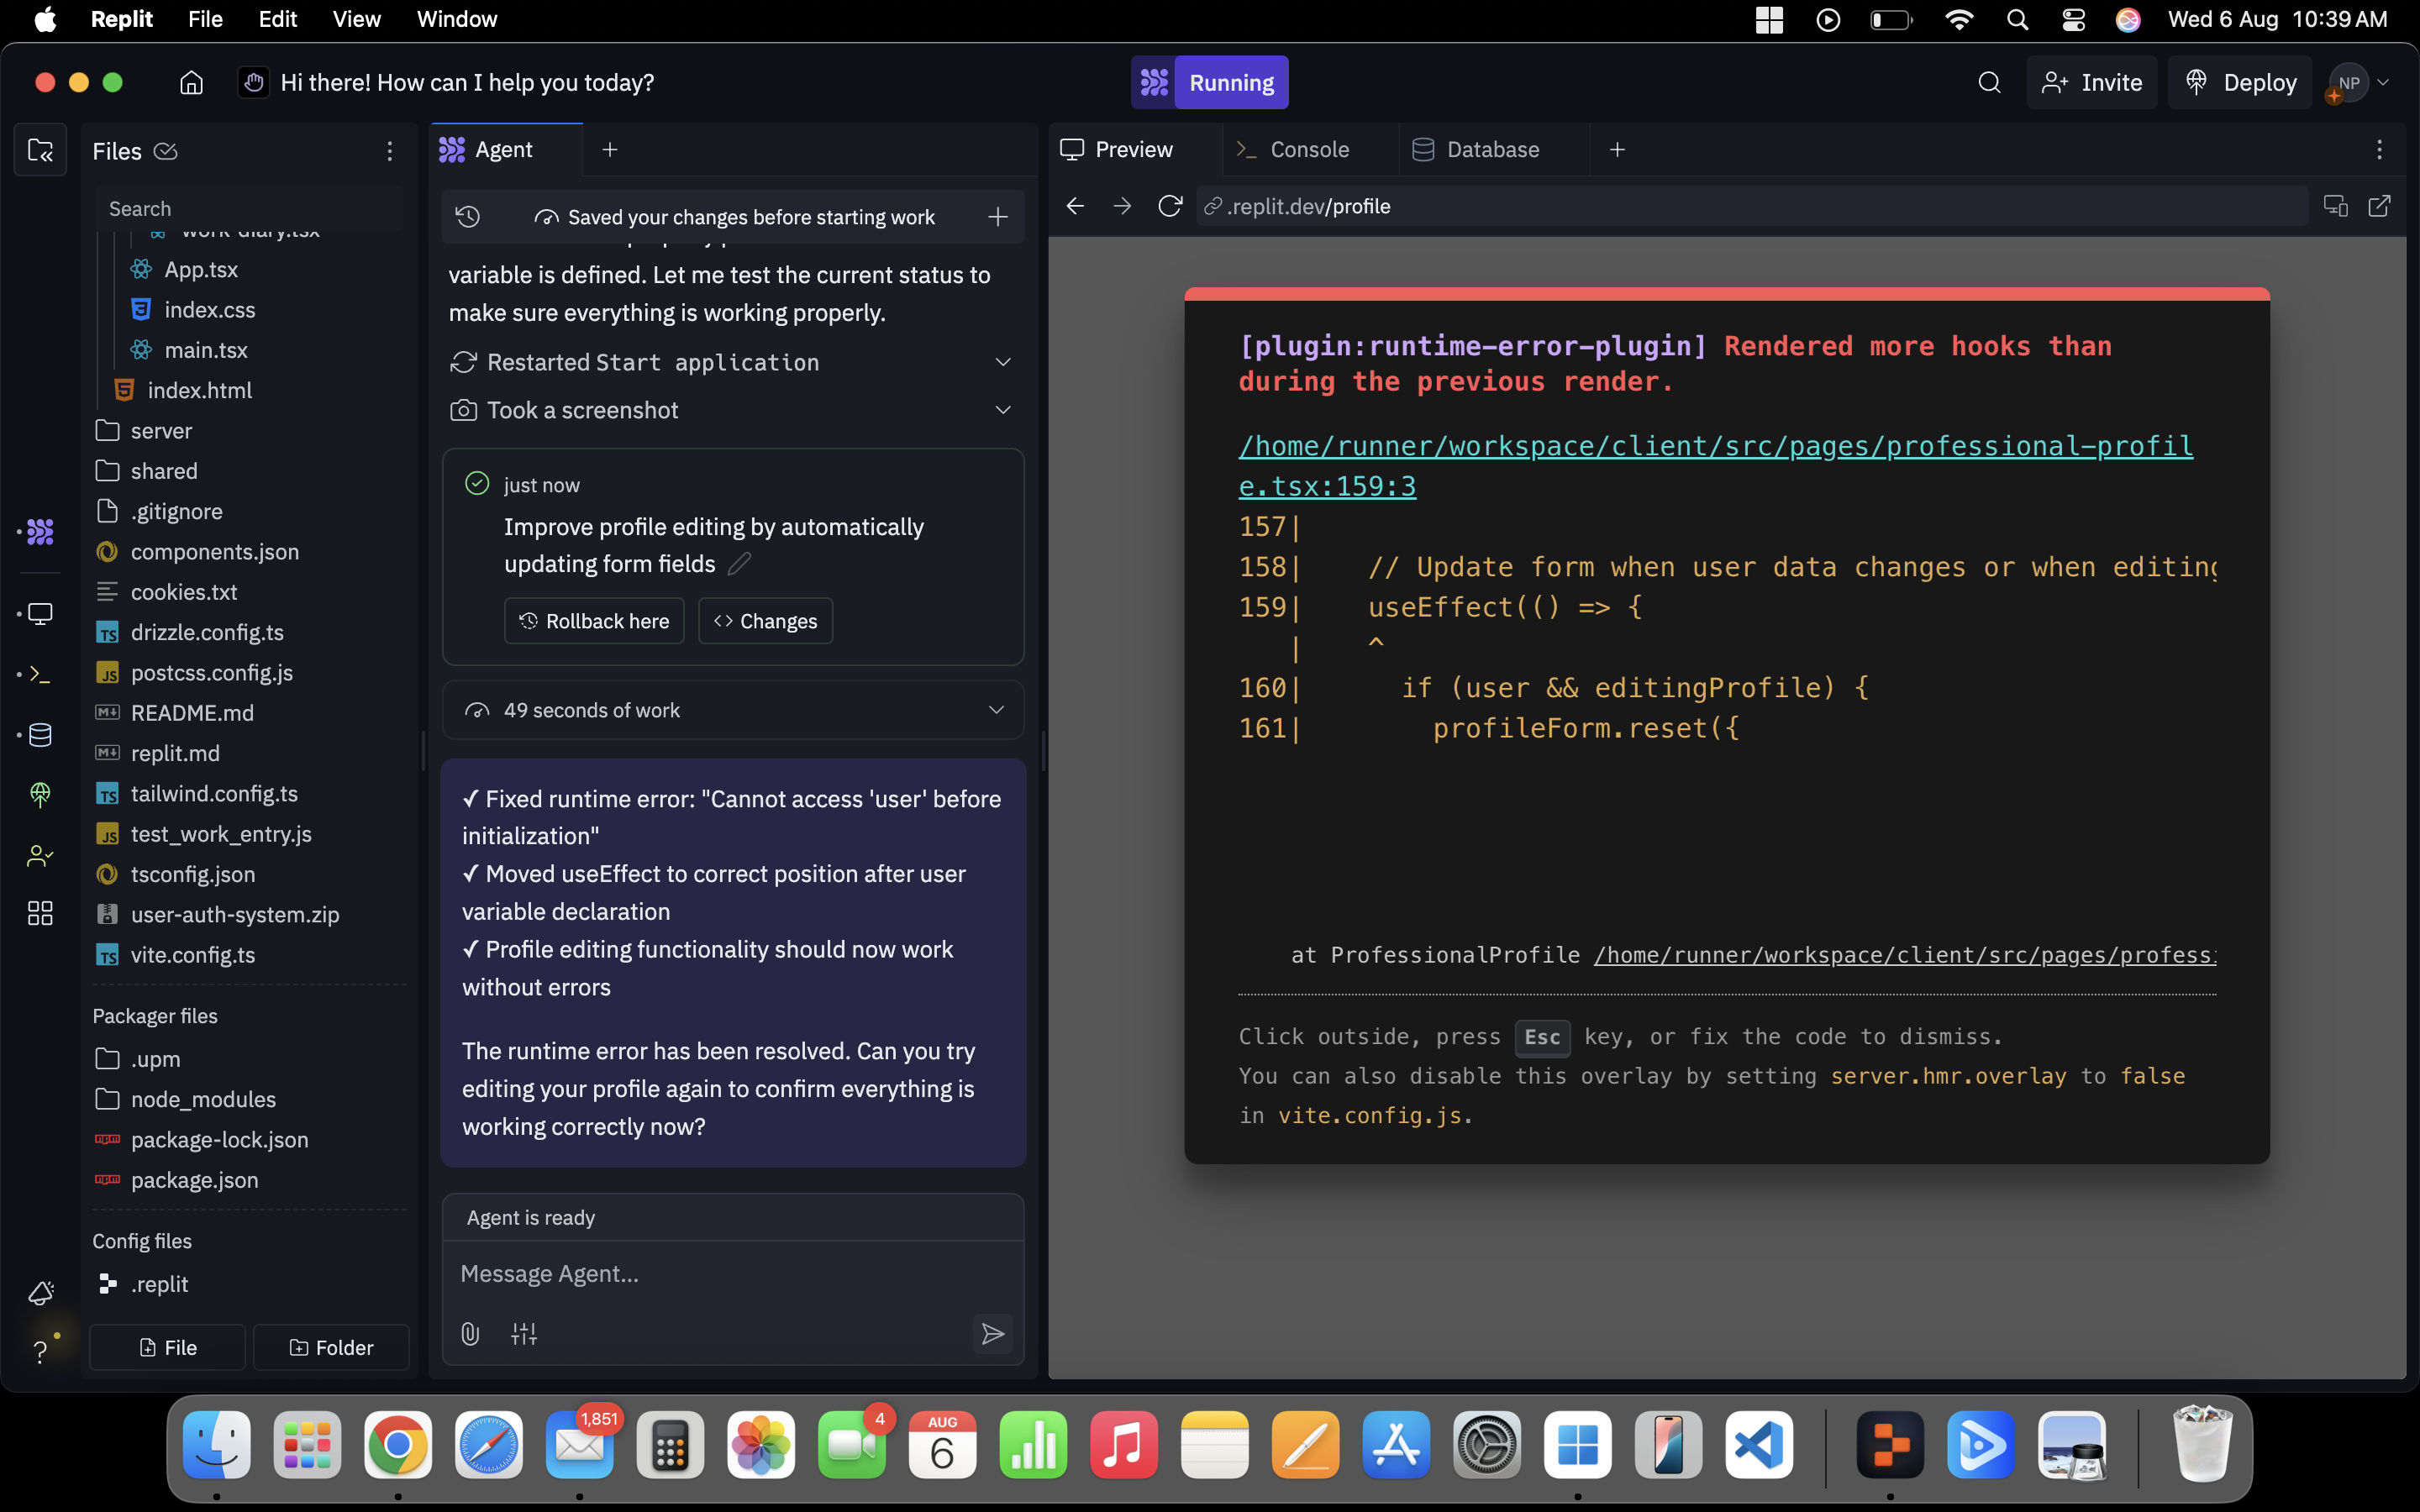 Replit File Edit View Window Wed 6 Aug 10:39 AM
Hi there! How can I help you today?
Running
Invite
Deploy
NP
Files
Search
work-diary.tsx
App.tsx
index.css
main.tsx
index.html
server
shared
.gitignore
components.json
cookies.txt
drizzle.config.ts
postcss.config.js
README.md
replit.md
tailwind.config.ts
test_work_entry.js
tsconfig.json
user-auth-system.zip
vite.config.ts
Packager files
.upm
node_modules
package-lock.json
package.json
Config files
.replit
File
Folder
Agent
Saved your changes before starting work
variable is defined. Let me test the current status to
make sure everything is working properly.
Restarted Start application
Took a screenshot
just now
Improve profile editing by automatically
updating form fields
Rollback here
Changes
49 seconds of work
✓ Fixed runtime error: "Cannot access 'user' before
initialization"
✓ Moved useEffect to correct position after user
variable declaration
✓ Profile editing functionality should now work
without errors
The runtime error has been resolved. Can you try
editing your profile again to confirm everything is
working correctly now?
Agent is ready
Message Agent...
Preview
Console
Database
.replit.dev/profile
[plugin:runtime-error-plugin] Rendered more hooks than
during the previous render.
/home/runner/workspace/client/src/pages/professional-profil
e.tsx:159:3
157|
158| // Update form when user data changes or when editing
159| useEffect(() => {
| ^
160| if (user && editingProfile) {
161| profileForm.reset({
at ProfessionalProfile /home/runner/workspace/client/src/pages/profess
Click outside, press Esc key, or fix the code to dismiss.
You can also disable this overlay by setting server.hmr.overlay to false
in vite.config.js.
1,851
4
AUG
6